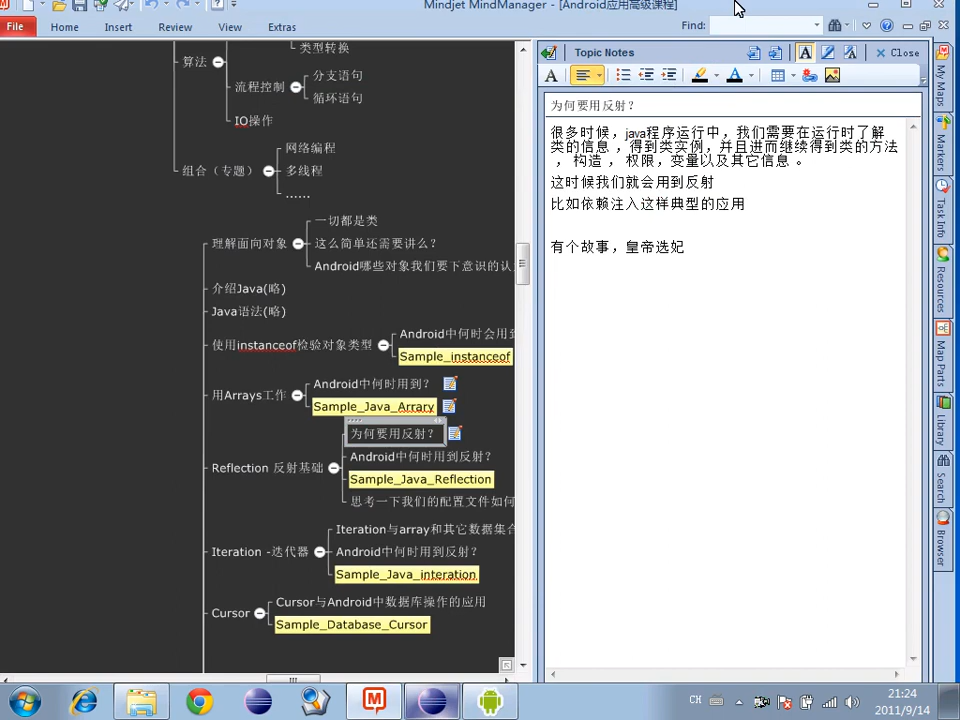 Mindjet MindManager - [Android应用高级课程]
File Home Insert Review View Extras
Find:
类型转换
算法
流程控制
分支语句
循环语句
IO操作
组合（专题）
网络编程
多线程
……
理解面向对象
一切都是类
这么简单还需要讲么?
Android哪些对象我们要下意识的认
介绍Java(略)
Java语法(略)
使用instanceof检验对象类型
Android中何时会用到
Sample_instanceof
用Arrays工作
Android中何时用到?
Sample_Java_Arrary
Reflection 反射基础
为何要用反射?
Android中何时用到反射?
Sample_Java_Reflection
思考一下我们的配置文件如何
Iteration -迭代器
Iteration与array和其它数据集合
Android中何时用到反射?
Sample_Java_interation
Cursor
Cursor与Android中数据库操作的应用
Sample_Database_Cursor
Topic Notes
Close
为何要用反射?
很多时候，java程序运行中，我们需要在运行时了解
类的信息，得到类实例，并且进而继续得到类的方法
，构造，权限，变量以及其它信息。
这时候我们就会用到反射
比如依赖注入这样典型的应用
有个故事，皇帝选妃
My Maps
Markers
Task Info
Resources
Map Parts
Library
Search
Browser
CH
21:24
2011/9/14